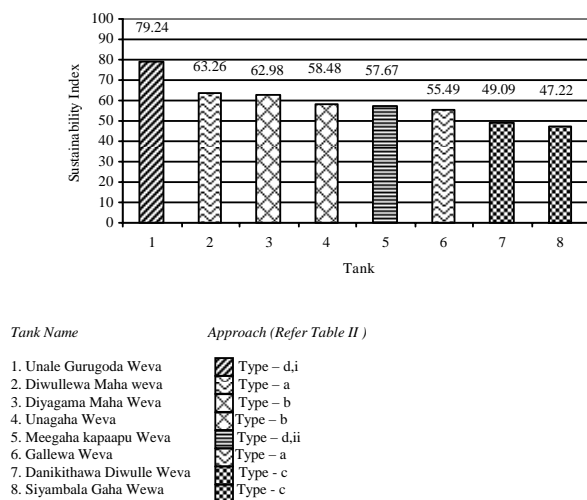 100
90
80
70
60
50
40
30
20
10
0
Sustainability Index
79.24
63.26
62.98
58.48
57.67
55.49
49.09
47.22
1 2 3 4 5 6 7 8
Tank
Tank Name Approach (Refer Table II )
1. Unale Gurugoda Weva Type – d,i
2. Diwullewa Maha weva Type – a
3. Diyagama Maha Weva Type – b
4. Unagaha Weva Type – b
5. Meegaha kapaapu Weva Type – d,ii
6. Gallewa Weva Type – a
7. Danikithawa Diwulle Weva Type - c
8. Siyambala Gaha Wewa Type - c